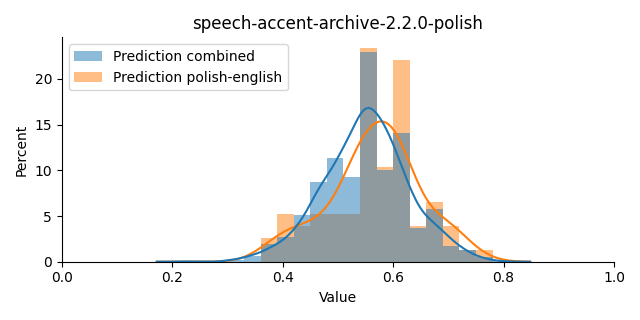 speech-accent-archive-2.2.0-polish
Prediction combined
Prediction polish-english
Percent
20
15
10
5
0
0.0 0.2 0.4 0.6 0.8 1.0
Value